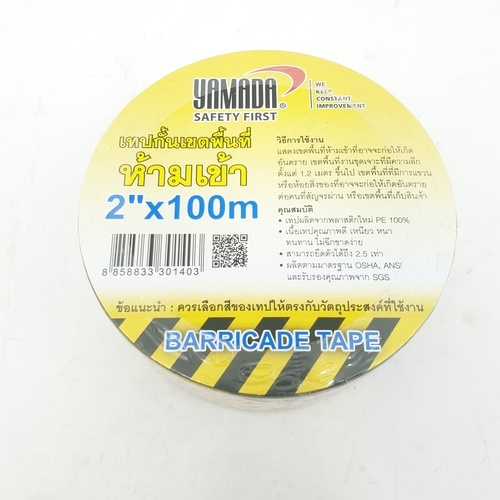 YAMADA®
SAFETY FIRST
WE
KEEP
CONSTANT
IMPROVEMENT
เทปกั้นเขตพื้นที่
ห้ามเข้า
2"x100m
8 858833 301403
วิธีการใช้งาน
แสดงเขตพื้นที่ห้ามเข้าที่อาจจะก่อให้เกิด
อันตราย เขตพื้นที่งานขุดเจาะที่มีความลึก
ตั้งแต่ 1.2 เมตร ขึ้นไป เขตพื้นที่ที่มีการแขวน
หรือห้อยสิ่งของที่อาจจะก่อให้เกิดอันตราย
ต่อคนที่สัญจรผ่าน หรือเขตพื้นที่เก็บสินค้า
คุณสมบัติ
• เทปผลิตจากพลาสติกใหม่ PE 100%
• เนื้อเทปคุณภาพดี เหนียว หนา
ทนทาน ไม่ฉีกขาดง่าย
• สามารถยืดตัวได้ถึง 2.5 เท่า
• ผลิตตามมาตรฐาน OSHA, ANSI
และรับรองคุณภาพจาก SGS
ข้อแนะนำ : ควรเลือกสีของเทปให้ตรงกับวัตถุประสงค์ที่ใช้งาน
BARRICADE TAPE